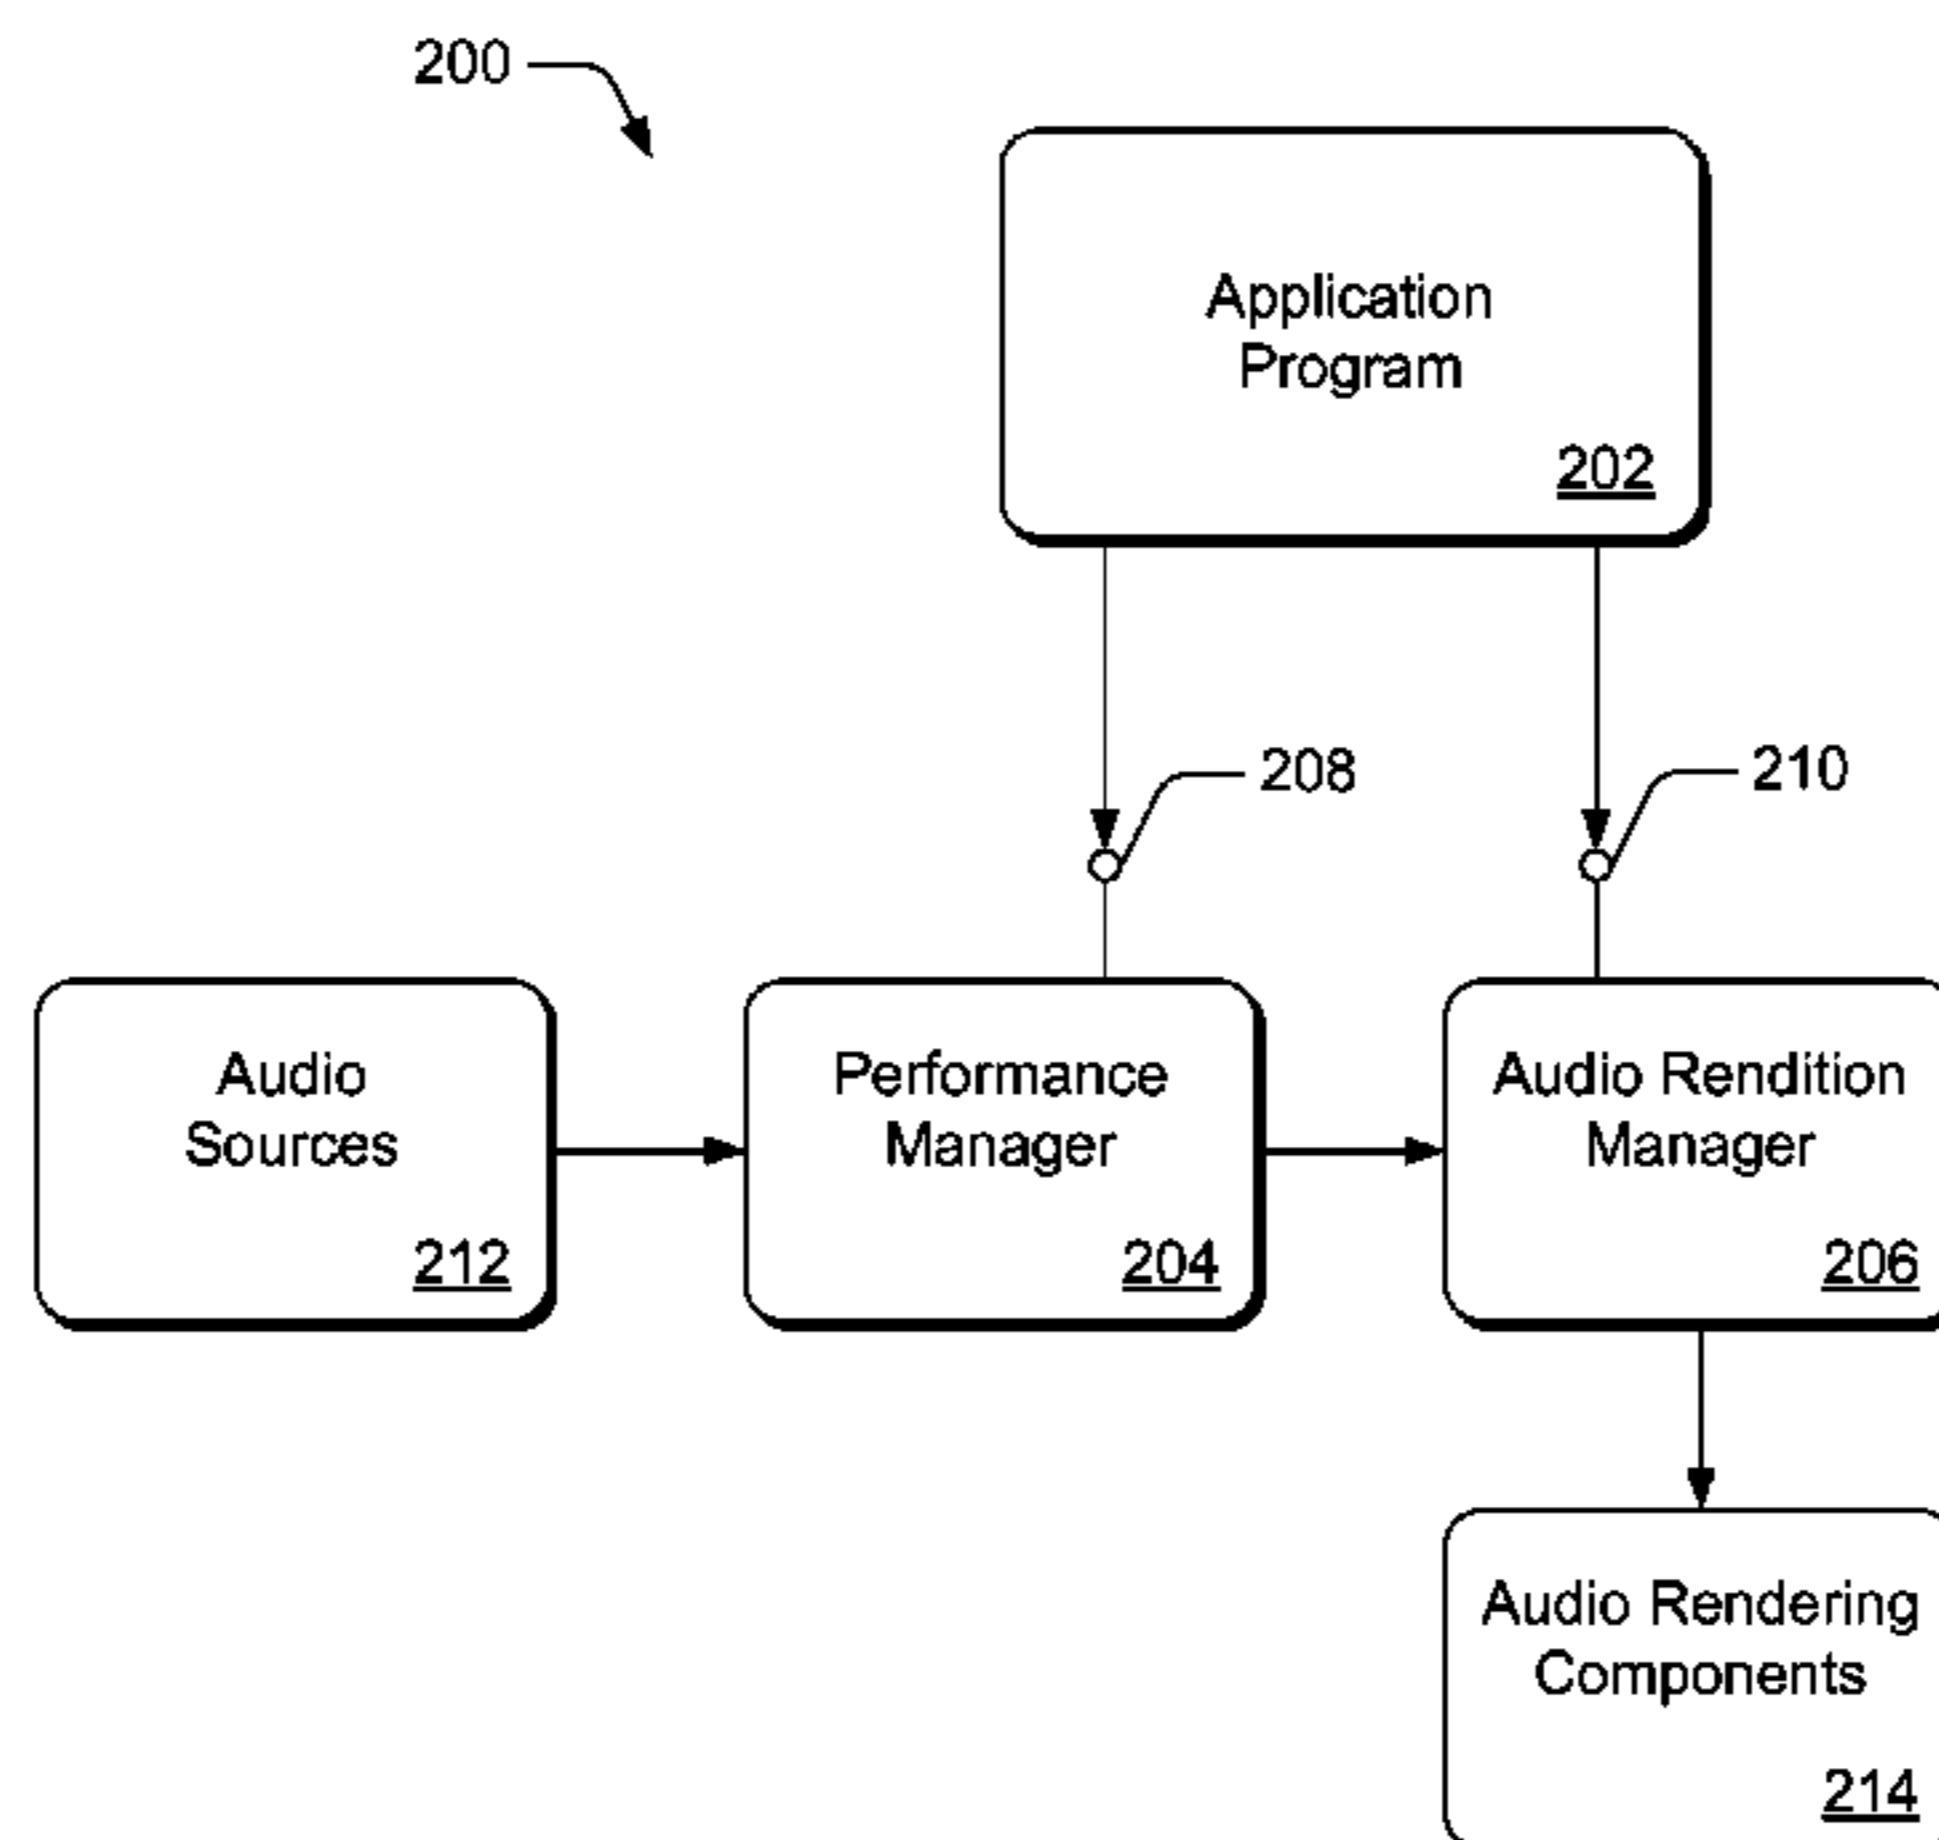 200
Application
Program
202
208
210
Audio
Sources
212
Performance
Manager
204
Audio Rendition
Manager
206
Audio Rendering
Components
214